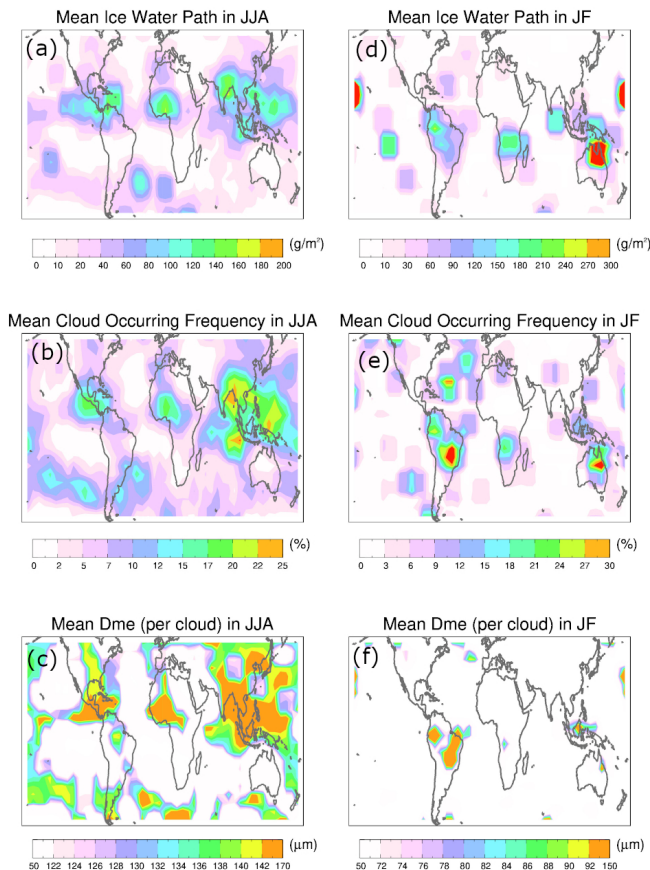 Mean Ice Water Path in JJA
Mean Ice Water Path in JF
(a)
(d)
0 10 20 40 60 80 100 120 140 160 180 200 (g/m²)
0 10 30 60 90 120 150 180 210 240 270 300 (g/m²)
Mean Cloud Occurring Frequency in JJA
Mean Cloud Occurring Frequency in JF
(b)
(e)
0 2 5 7 10 12 15 17 20 22 25 (%)
0 3 6 9 12 15 18 21 24 27 30 (%)
Mean Dme (per cloud) in JJA
Mean Dme (per cloud) in JF
(c)
(f)
50 122 124 126 128 130 132 134 136 138 140 142 170 (μm)
50 72 74 76 78 80 82 84 86 88 90 92 150 (μm)